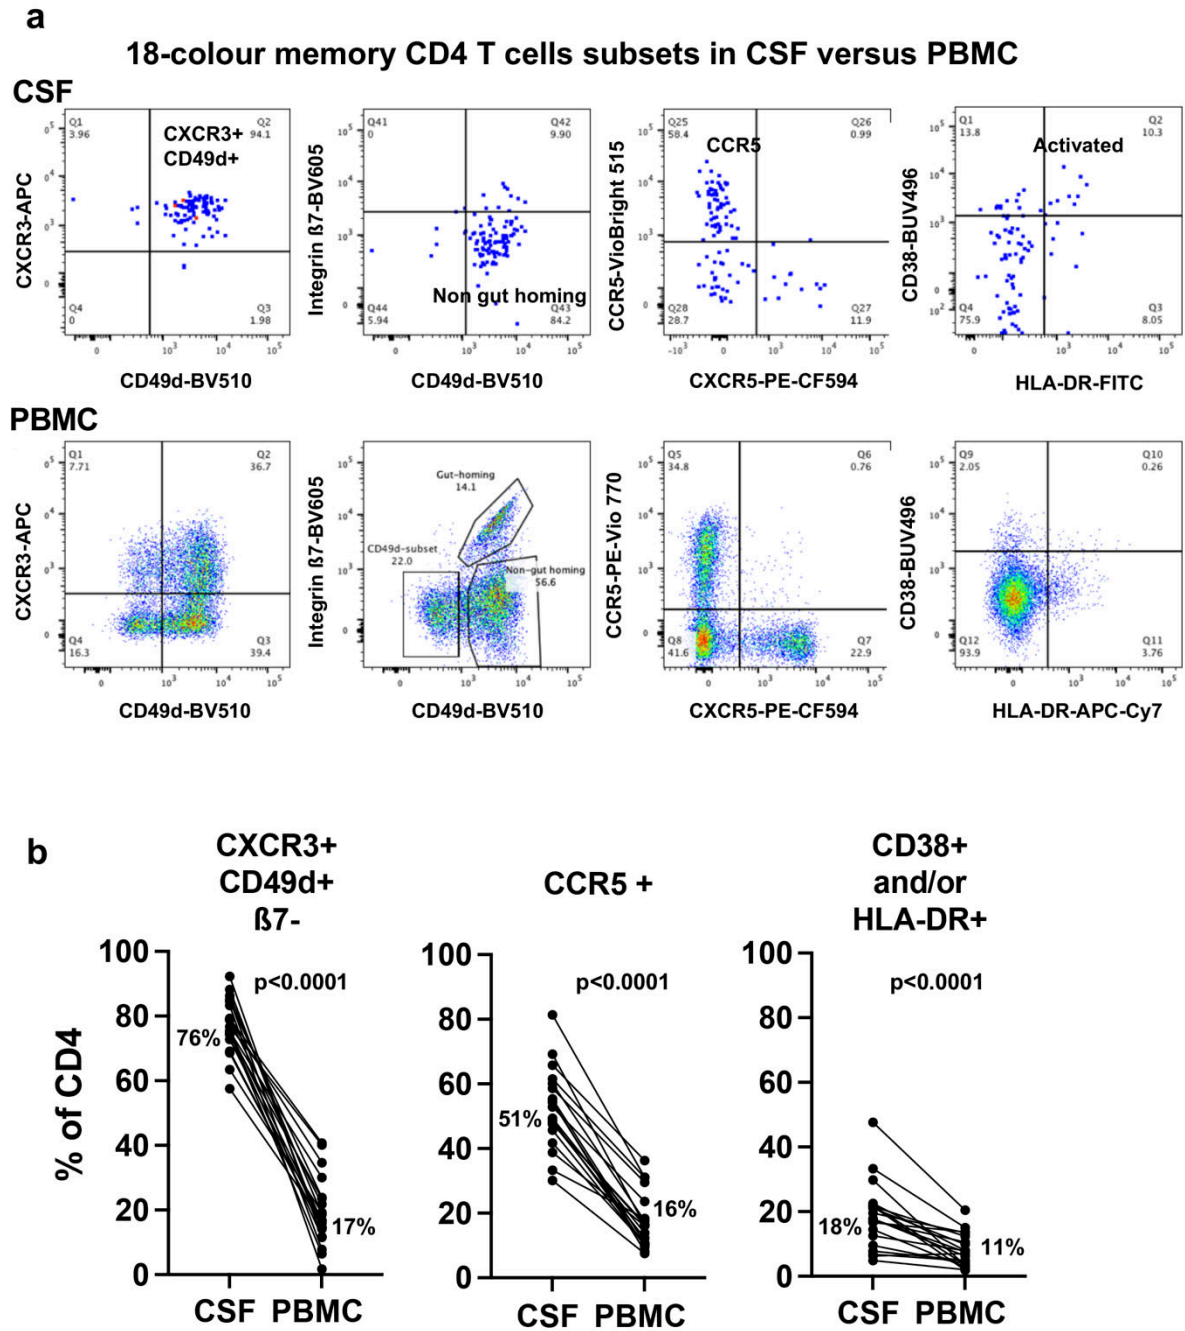 a
18-colour memory CD4 T cells subsets in CSF versus PBMC
CSF
Q1
3.96
Q2
94.1
CXCR3+
CD49d+
Q4
0
Q3
1.98
CXCR3-APC
CD49d-BV510
Q41
0
Q42
9.90
Non gut homing
Q44
5.94
Q43
84.2
Integrin ß7-BV605
CD49d-BV510
Q25
58.4
Q26
0.99
CCR5
Q28
28.7
Q27
11.9
CCR5-VioBright 515
CXCR5-PE-CF594
Q1
13.8
Q2
10.3
Activated
Q4
75.9
Q3
8.05
CD38-BUV496
HLA-DR-FITC
PBMC
Q1
7.71
Q2
36.7
Q4
16.3
Q3
39.4
CXCR3-APC
CD49d-BV510
Gut-homing
14.1
CD49d-subset
22.0
Non-gut homing
56.6
Integrin ß7-BV605
CD49d-BV510
Q5
34.8
Q6
0.76
Q8
41.6
Q7
22.9
CCR5-PE-Vio 770
CXCR5-PE-CF594
Q9
2.05
Q10
0.26
Q12
93.9
Q11
3.76
CD38-BUV496
HLA-DR-APC-Cy7
b
CXCR3+
CD49d+
ß7-
100
80
60
40
20
0
% of CD4
p<0.0001
76%
17%
CSF PBMC
CCR5 +
100
80
60
40
20
0
p<0.0001
51%
16%
CSF PBMC
CD38+
and/or
HLA-DR+
100
80
60
40
20
0
p<0.0001
18%
11%
CSF PBMC